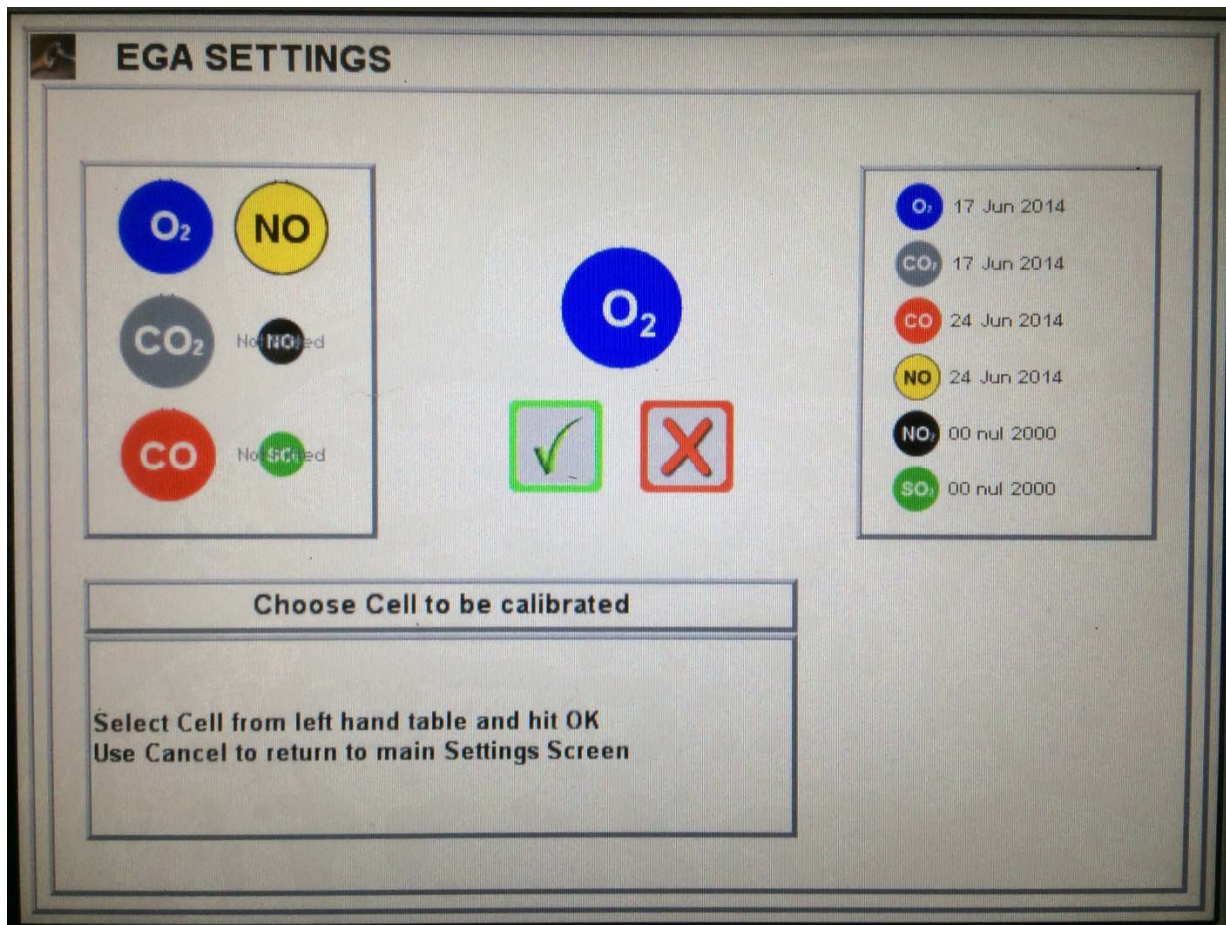 EGA SETTINGS
O₂ NO
CO₂ NO
CO
O₂
O₂ 17 Jun 2014
CO₂ 17 Jun 2014
CO 24 Jun 2014
NO 24 Jun 2014
NO₂ 00 nul 2000
SO₂ 00 nul 2000
Choose Cell to be calibrated
Select Cell from left hand table and hit OK
Use Cancel to return to main Settings Screen